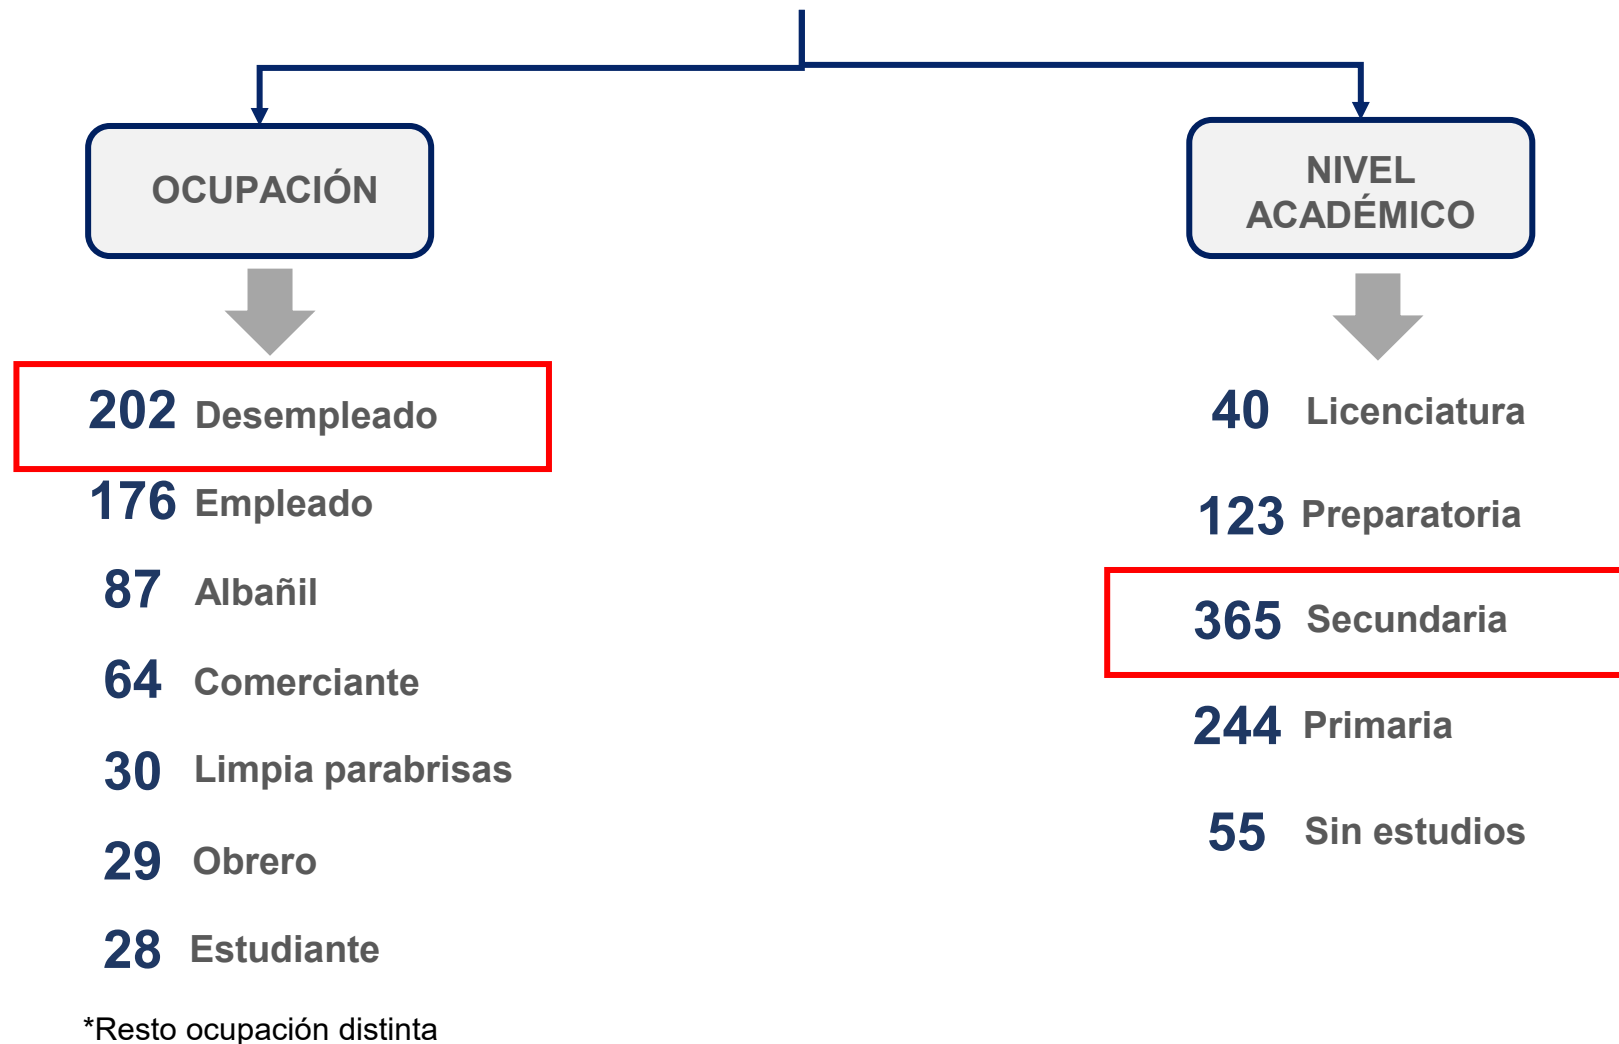 OCUPACIÓN
202 Desempleado
176 Empleado
87 Albañil
64 Comerciante
30 Limpia parabrisas
29 Obrero
28 Estudiante
*Resto ocupación distinta
NIVEL
ACADÉMICO
40 Licenciatura
123 Preparatoria
365 Secundaria
244 Primaria
55 Sin estudios